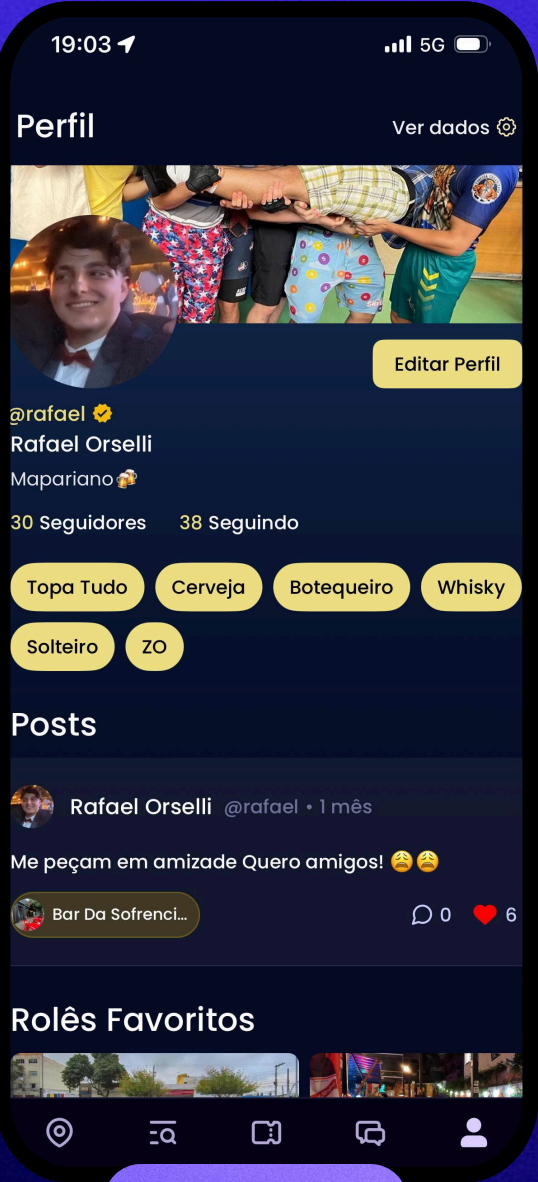 19:03
5G
Perfil
Ver dados
Editar Perfil
@rafael
Rafael Orselli
Mapariano🍻
30 Seguidores 38 Seguindo
Topa Tudo Cerveja Botequeiro Whisky
Solteiro ZO
Posts
Rafael Orselli @rafael • 1 mês
Me peçam em amizade Quero amigos! 😩😩
Bar Da Sofrenci...
0 6
Rolês Favoritos